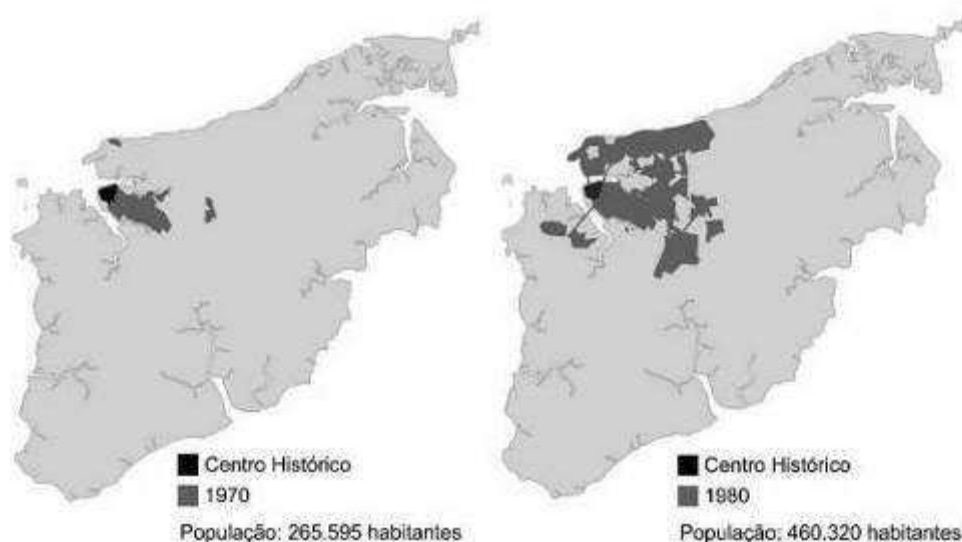 Centro Histórico
1970
População: 265.595 habitantes
Centro Histórico
1980
População: 460.320 habitantes